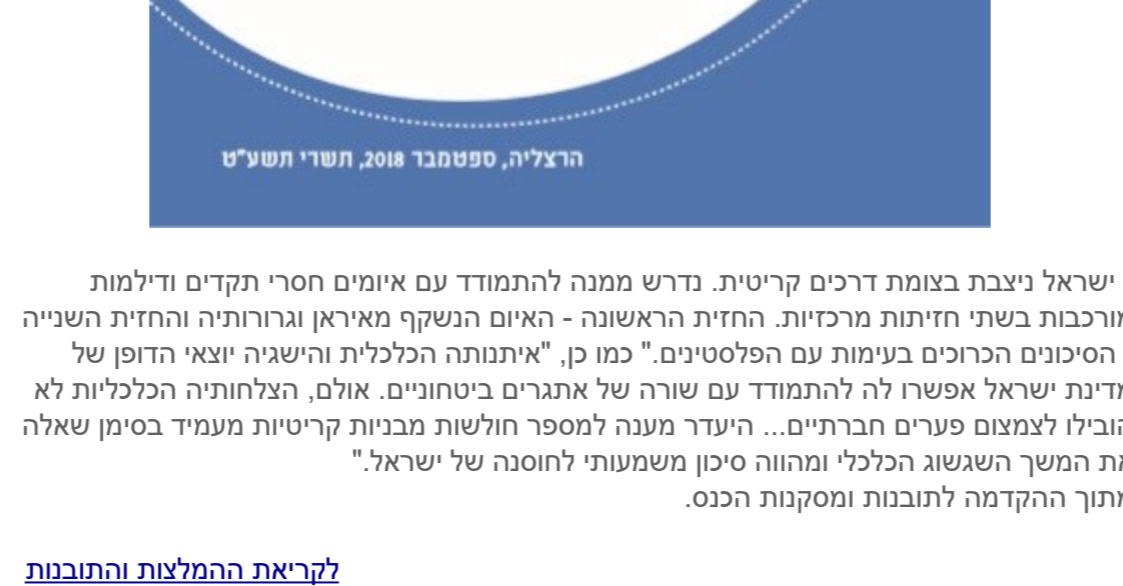 הרצליה, ספטמבר 2018, תשרי תשע"ט
ישראל ניצבת בצומת דרכים קריטית. נדרש ממנה להתמודד עם איומים חסרי תקדים ודילמות
מורכבות בשתי חזיתות מרכזיות. החזית הראשונה - האיום הנשקף מאיראן וגרורותיה והחזית השנייה
הסיכונים הכרוכים בעימות עם הפלסטינים." כמו כן, "איתנותה הכלכלית והישגיה יוצאי הדופן של
מדינת ישראל אפשרו לה להתמודד עם שורה של אתגרים ביטחוניים. אולם, הצלחותיה הכלכליות לא
הובילו לצמצום פערים חברתיים... היעדר מענה למספר חולשות מבניות קריטיות מעמיד בסימן שאלה
את המשך השגשוג הכלכלי ומהווה סיכון משמעותי לחוסנה של ישראל."
מתוך ההקדמה לתובנות ומסקנות הכנס.
לקריאת ההמלצות והתובנות